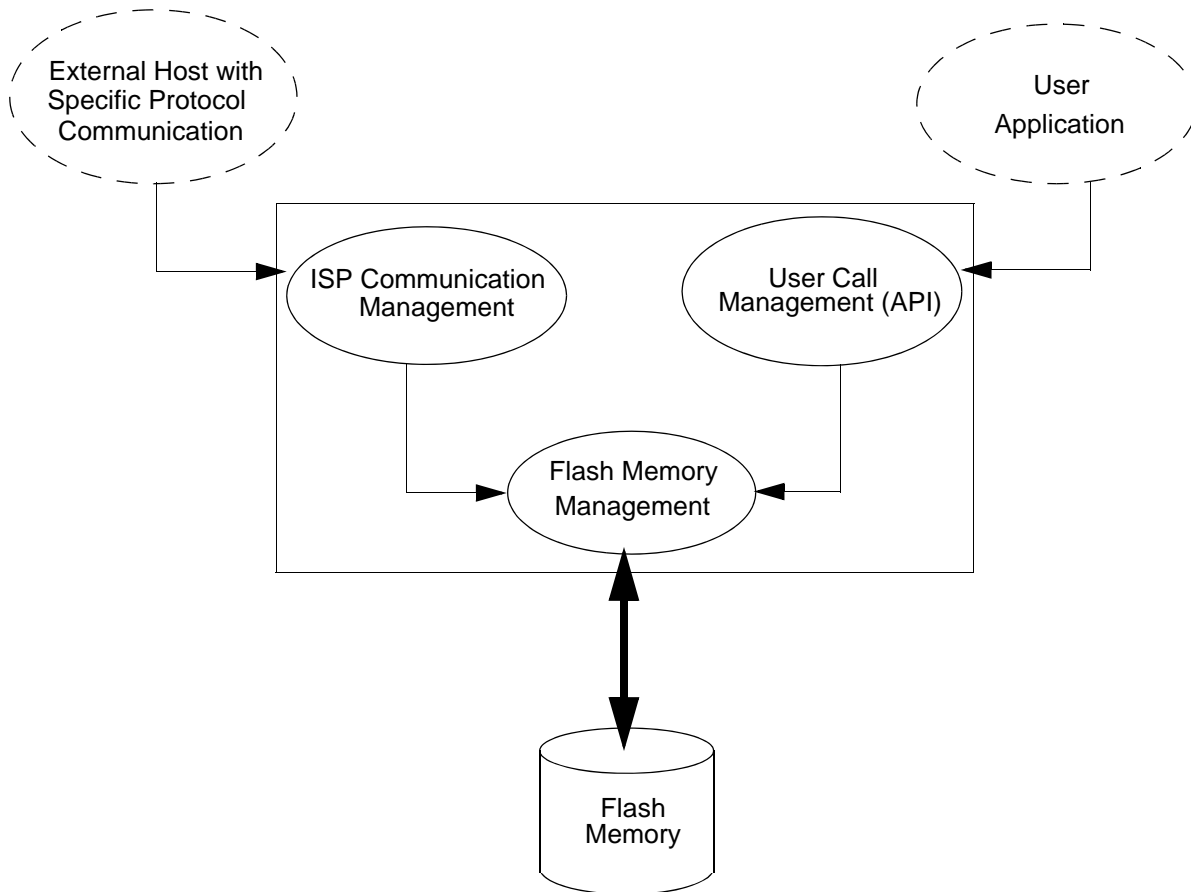 External Host with
Specific Protocol
Communication
User
Application
ISP Communication
Management
User Call
Management (API)
Flash Memory
Management
Flash
Memory